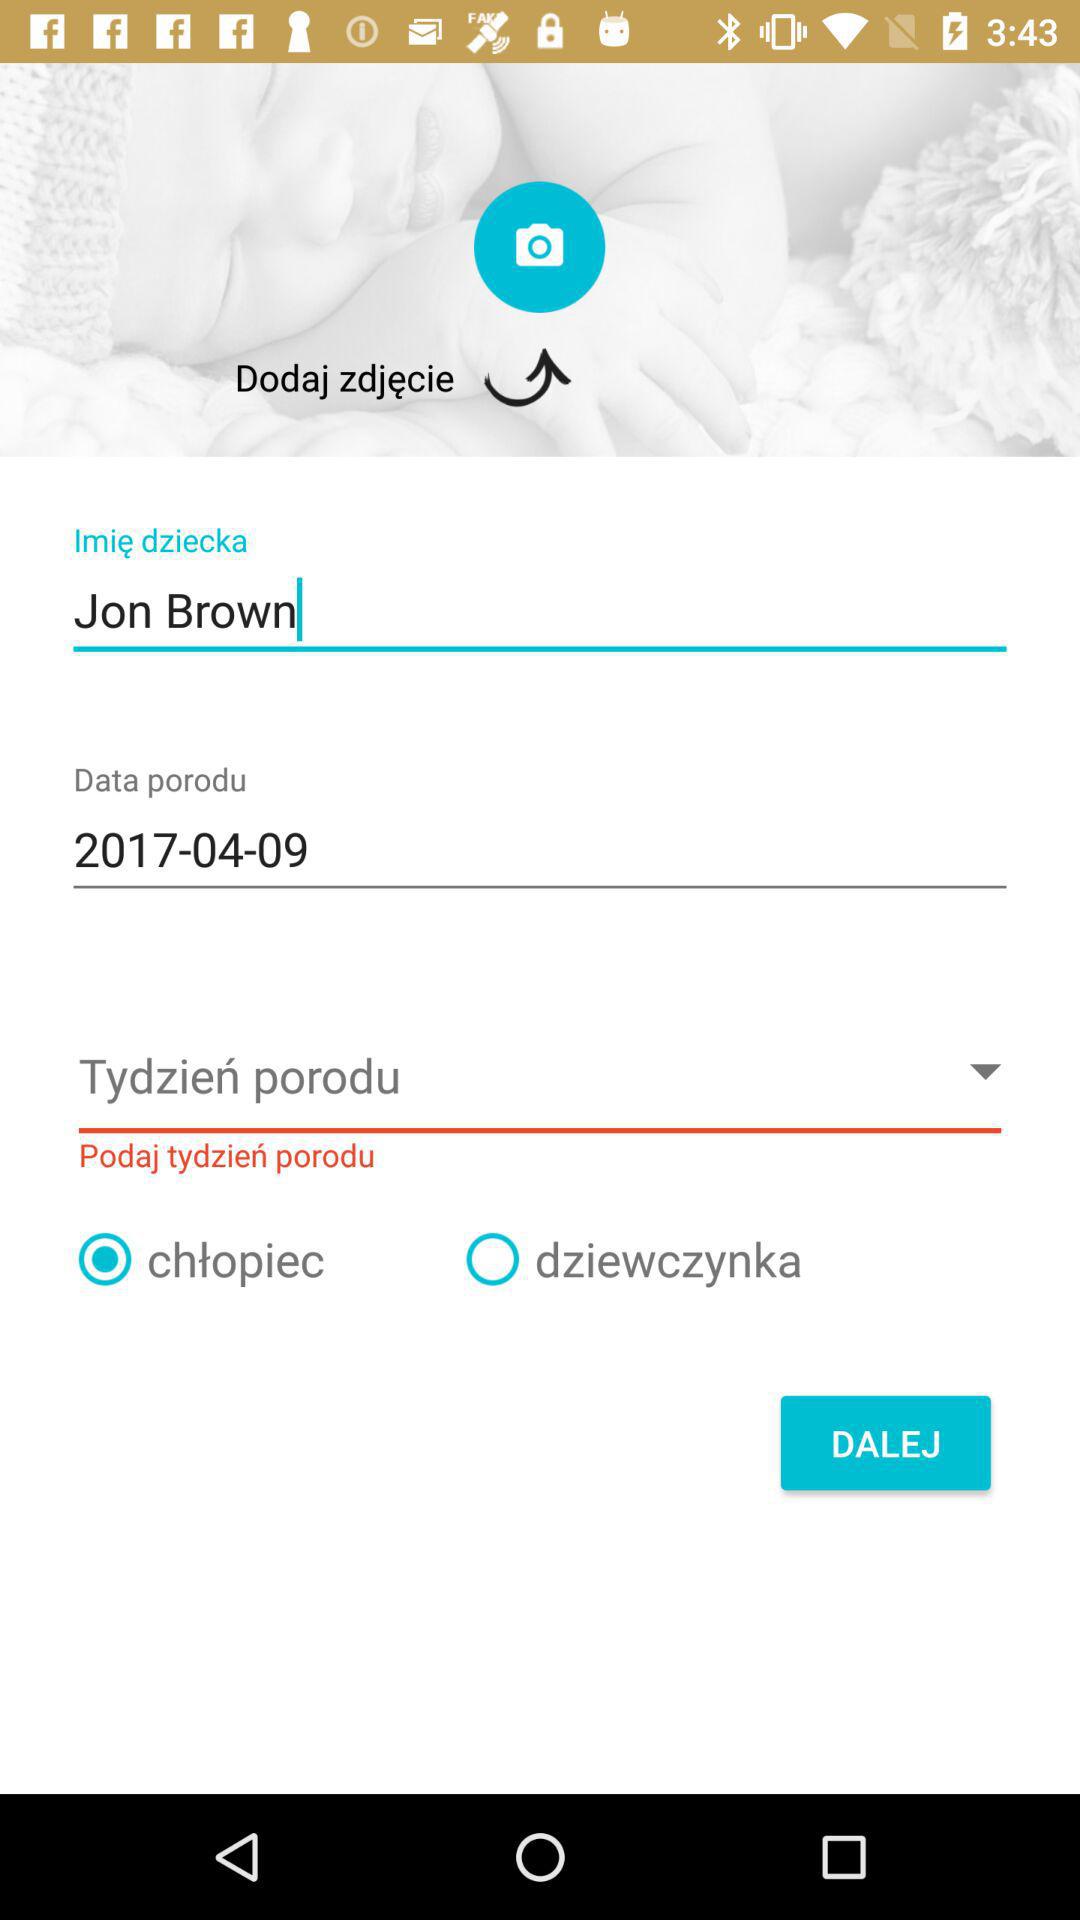 FAKE
3:43
Dodaj zdjęcie
Imię dziecka
Jon Brown
Data porodu
2017-04-09
Tydzień porodu
Podaj tydzień porodu
chłopiec dziewczynka
DALEJ